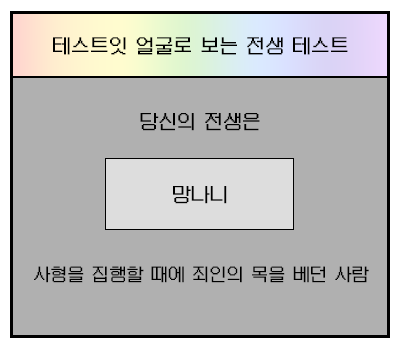 테스트잇 얼굴로 보는 전생 테스트
당신의 전생은
망나니
사형을 집행할 때에 죄인의 목을 베던 사람